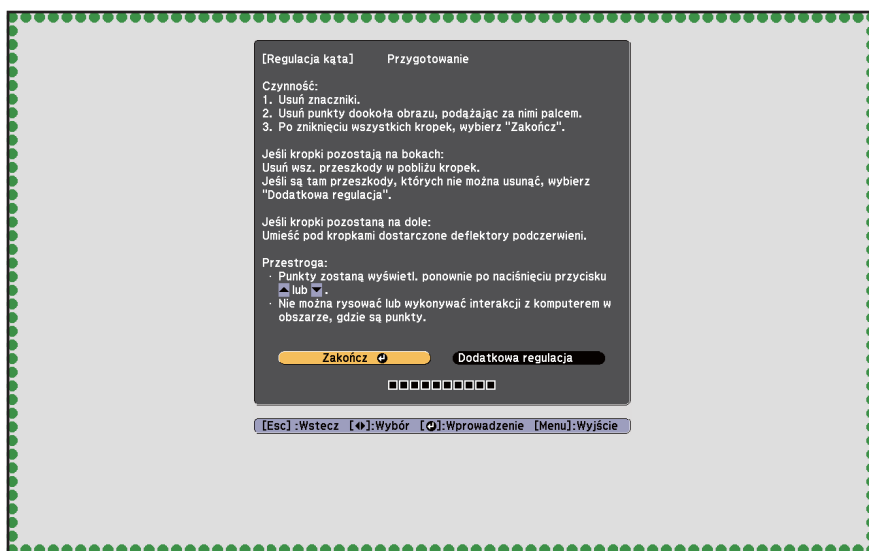 [Regulacja kąta] Przygotowanie
Czynność:
1. Usuń znaczniki.
2. Usuń punkty dookoła obrazu, podążając za nimi palcem.
3. Po zniknięciu wszystkich kropek, wybierz "Zakończ".
Jeśli kropki pozostają na bokach:
Usuń wsz. przeszkody w pobliżu kropek.
Jeśli są tam przeszkody, których nie można usunąć, wybierz
"Dodatkowa regulacja".
Jeśli kropki pozostaną na dole:
Umieść pod kropkami dostarczone deflektory podczerwieni.
Przestroga:
· Punkty zostaną wyświetl. ponownie po naciśnięciu przycisku
▲ lub ▼ .
· Nie można rysować lub wykonywać interakcji z komputerem w
obszarze, gdzie są punkty.
Zakończ Dodatkowa regulacja
[Esc] :Wstecz [◀▶]:Wybór [↵]:Wprowadzenie [Menu]:Wyjście